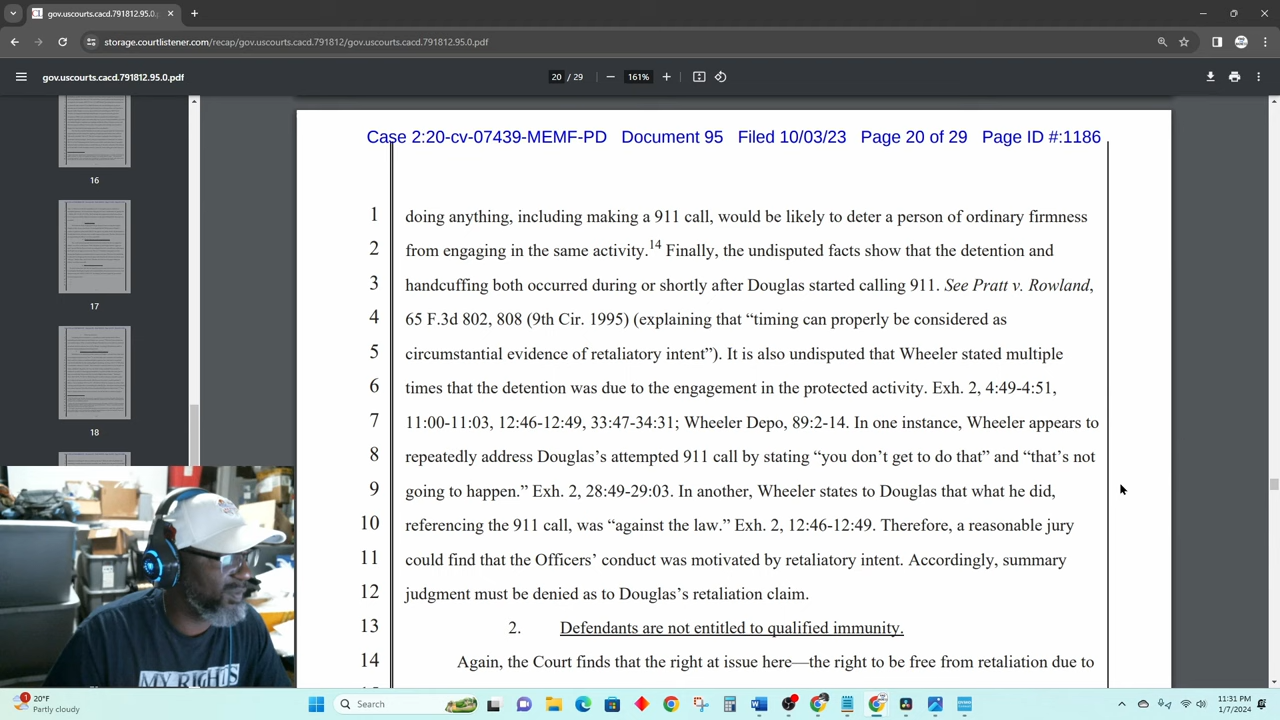 gov.uscourts.cacd.791812.95.0.p
storage.courtlistener.com/recap/gov.uscourts.cacd.791812/gov.uscourts.cacd.791812.95.0.pdf
gov.uscourts.cacd.791812.95.0.pdf
20 / 29
161%
16
17
18
Case 2:20-cv-07439-MEMF-PD Document 95 Filed 10/03/23 Page 20 of 29 Page ID #:1186
1 doing anything, including making a 911 call, would be likely to deter a person of ordinary firmness
2 from engaging in the same activity.14 Finally, the undisputed facts show that the detention and
3 handcuffing both occurred during or shortly after Douglas started calling 911. See Pratt v. Rowland,
4 65 F.3d 802, 808 (9th Cir. 1995) (explaining that “timing can properly be considered as
5 circumstantial evidence of retaliatory intent”). It is also undisputed that Wheeler stated multiple
6 times that the detention was due to the engagement in the protected activity. Exh. 2, 4:49-4:51,
7 11:00-11:03, 12:46-12:49, 33:47-34:31; Wheeler Depo, 89:2-14. In one instance, Wheeler appears to
8 repeatedly address Douglas’s attempted 911 call by stating “you don’t get to do that” and “that’s not
9 going to happen.” Exh. 2, 28:49-29:03. In another, Wheeler states to Douglas that what he did,
10 referencing the 911 call, was “against the law.” Exh. 2, 12:46-12:49. Therefore, a reasonable jury
11 could find that the Officers’ conduct was motivated by retaliatory intent. Accordingly, summary
12 judgment must be denied as to Douglas’s retaliation claim.
13 2. Defendants are not entitled to qualified immunity.
14 Again, the Court finds that the right at issue here—the right to be free from retaliation due to
MY RIGHTS
1
20°F
Partly cloudy
Search
11:31 PM
1/7/2024